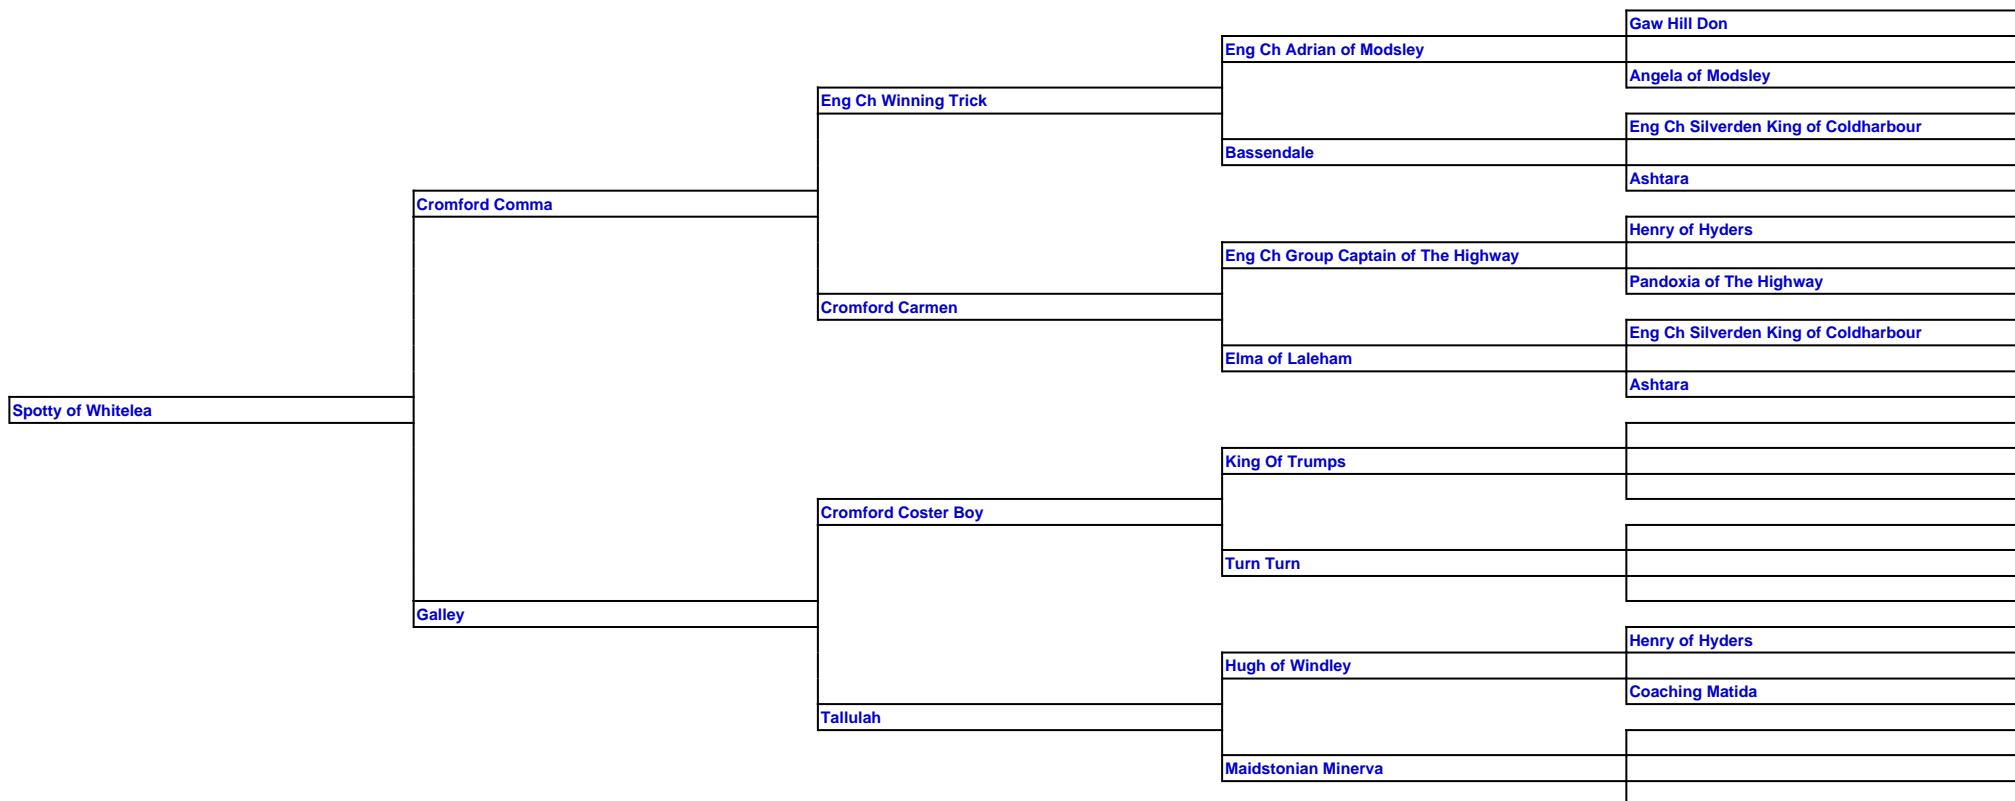 Gaw Hill Don
Eng Ch Adrian of Modsley
Angela of Modsley
Eng Ch Winning Trick
Eng Ch Silverden King of Coldharbour
Bassendale
Ashtara
Cromford Comma
Henry of Hyders
Eng Ch Group Captain of The Highway
Pandoxia of The Highway
Cromford Carmen
Eng Ch Silverden King of Coldharbour
Elma of Laleham
Ashtara
Spotty of Whitelea
King Of Trumps
Cromford Coster Boy
Turn Turn
Galley
Henry of Hyders
Hugh of Windley
Coaching Matida
Tallulah
Maidstonian Minerva